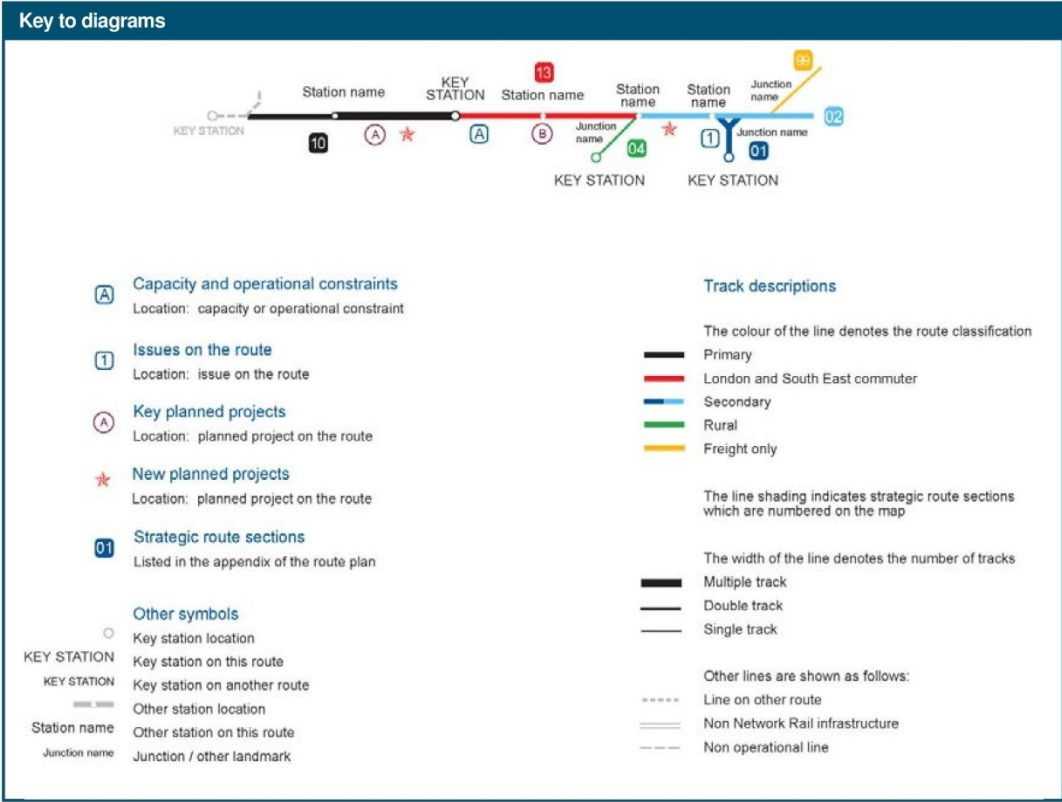 Key to diagrams
99
13
KEY
STATION
Station name
Station name
Station
name
Station
name
Junction
name
02
KEY STATION
10
A
A
B
Junction
name
04
1
Junction name
01
KEY STATION
KEY STATION
A
Capacity and operational constraints
Location: capacity or operational constraint
1
Issues on the route
Location: issue on the route
A
Key planned projects
Location: planned project on the route
New planned projects
Location: planned project on the route
01
Strategic route sections
Listed in the appendix of the route plan
Other symbols
Key station location
KEY STATION
Key station on this route
KEY STATION
Key station on another route
Other station location
Station name
Other station on this route
Junction name
Junction / other landmark
Track descriptions
The colour of the line denotes the route classification
Primary
London and South East commuter
Secondary
Rural
Freight only
The line shading indicates strategic route sections
which are numbered on the map
The width of the line denotes the number of tracks
Multiple track
Double track
Single track
Other lines are shown as follows:
Line on other route
Non Network Rail infrastructure
Non operational line